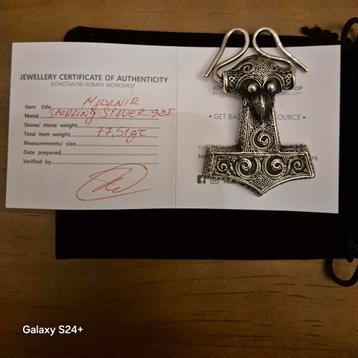 JEWELLERY CERTIFICATE OF AUTHENTICITY
KONSTANTIN KOMPA WORKSHOP
Item title MJOLNIR
Metal STERLING SILVER 925
Stone/ stone weight
Total item weight 77,51gr
Measurements/ size
Date prepared
Verified by
GET BA
OURCE •
Galaxy S24+